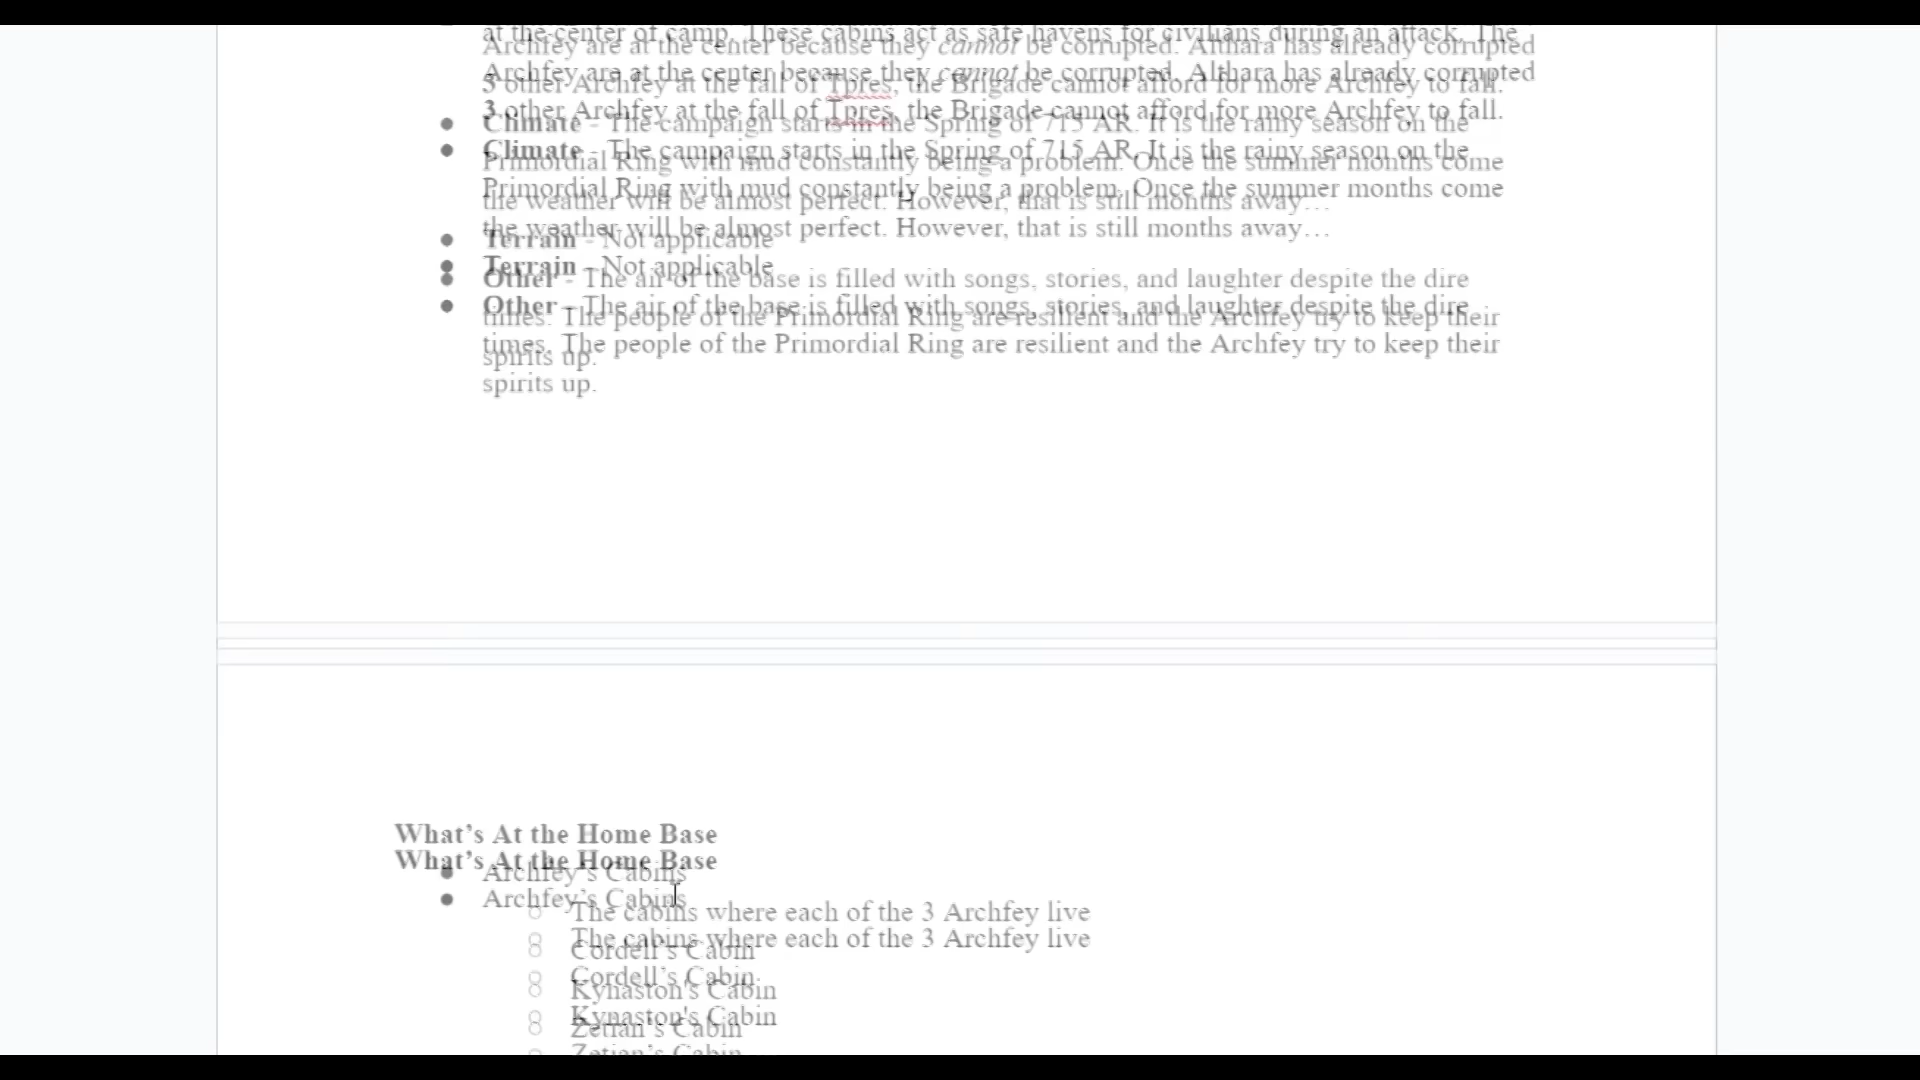 at the center of camp. These cabins act as safe havens for civilians during an attack. The
Archfey are at the center because they cannot be corrupted. Althara has already corrupted
3 other Archfey at the fall of Tpres, the Brigade cannot afford for more Archfey to fall.
● Climate - The campaign starts in the Spring of 715 AR. It is the rainy season on the
Primordial Ring with mud constantly being a problem. Once the summer months come
the weather will be almost perfect. However, that is still months away…
● Terrain - Not applicable
● Other - The air of the base is filled with songs, stories, and laughter despite the dire
times. The people of the Primordial Ring are resilient and the Archfey try to keep their
spirits up.
What’s At the Home Base
● Archfey’s Cabins
○ The cabins where each of the 3 Archfey live
○ Cordell’s Cabin
○ Kynaston's Cabin
○ Zetian’s Cabin